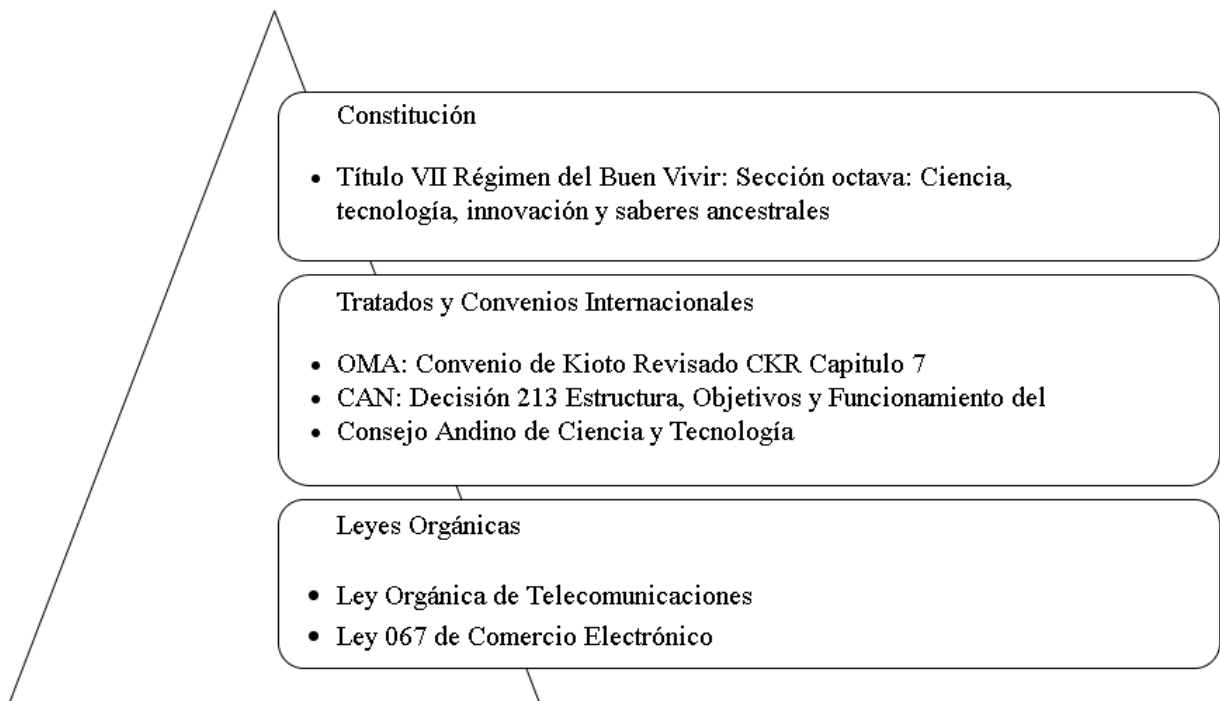 Constitución
• Título VII Régimen del Buen Vivir: Sección octava: Ciencia,
tecnología, innovación y saberes ancestrales
Tratados y Convenios Internacionales
• OMA: Convenio de Kioto Revisado CKR Capitulo 7
• CAN: Decisión 213 Estructura, Objetivos y Funcionamiento del
• Consejo Andino de Ciencia y Tecnología
Leyes Orgánicas
• Ley Orgánica de Telecomunicaciones
• Ley 067 de Comercio Electrónico